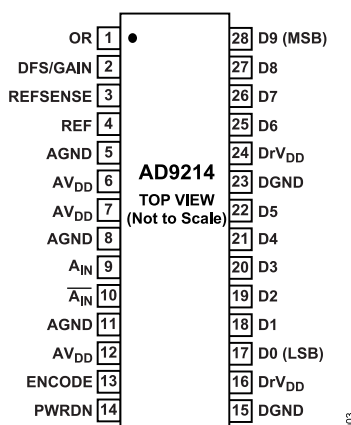 OR 1
DFS/GAIN 2
REFSENSE 3
REF 4
AGND 5
AVDD 6
AVDD 7
AGND 8
AIN 9
A̅I̅N̅ 10
AGND 11
AVDD 12
ENCODE 13
PWRDN 14
AD9214
TOP VIEW
(Not to Scale)
28 D9 (MSB)
27 D8
26 D7
25 D6
24 DrVDD
23 DGND
22 D5
21 D4
20 D3
19 D2
18 D1
17 D0 (LSB)
16 DrVDD
15 DGND
03